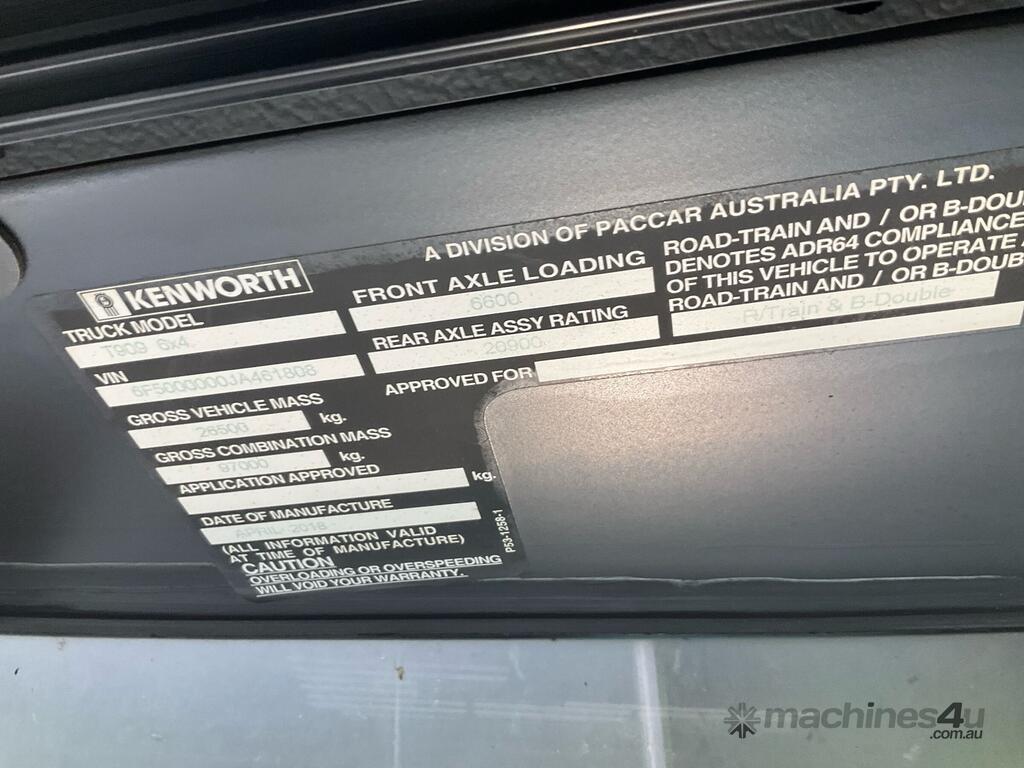 KENWORTH
A DIVISION OF PACCAR AUSTRALIA PTY. LTD.
TRUCK MODEL
T909 6x4
VIN
6F5000000JA461808
GROSS VEHICLE MASS
26500 kg.
GROSS COMBINATION MASS
97000 kg.
APPLICATION APPROVED
kg.
DATE OF MANUFACTURE
APRIL 2018
(ALL INFORMATION VALID
AT TIME OF MANUFACTURE)
CAUTION
OVERLOADING OR OVERSPEEDING
WILL VOID YOUR WARRANTY.
P53-1258-1
FRONT AXLE LOADING
6600
REAR AXLE ASSY RATING
20900
APPROVED FOR
ROAD-TRAIN AND / OR B-DOU
DENOTES ADR64 COMPLIANCE
OF THIS VEHICLE TO OPERATE
ROAD-TRAIN AND / OR B-DOUB
R/Train & B-Double
machines4u
.com.au